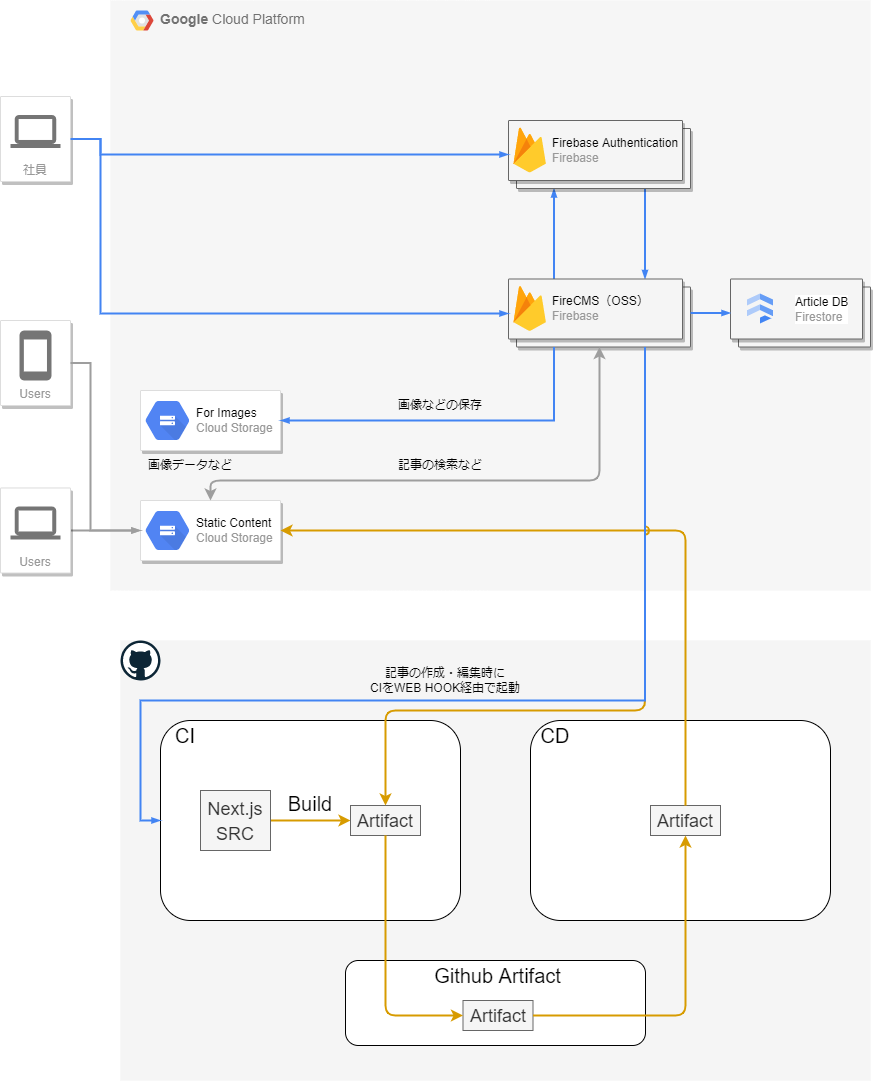 Google Cloud Platform
社員
Firebase Authentication
Firebase
FireCMS（OSS）
Firebase
Article DB
Firestore
Users
For Images
Cloud Storage
画像などの保存
画像データなど
記事の検索など
Static Content
Cloud Storage
Users
記事の作成・編集時に
CIをWEB HOOK経由で起動
CI
CD
Next.js
SRC
Build
Artifact
Artifact
Github Artifact
Artifact